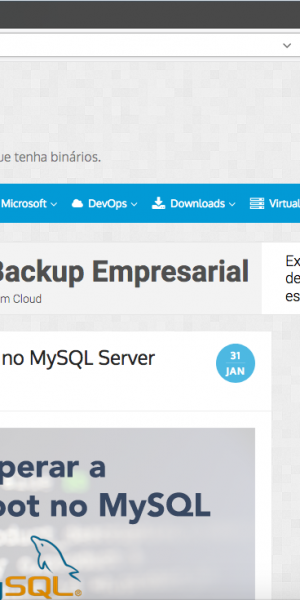 ue tenha binários.
Microsoft DevOps Downloads Virtual
Backup Empresarial
Ex
de
es
m Cloud
no MySQL Server
31
JAN
perar a
oot no MySQL
SQL®